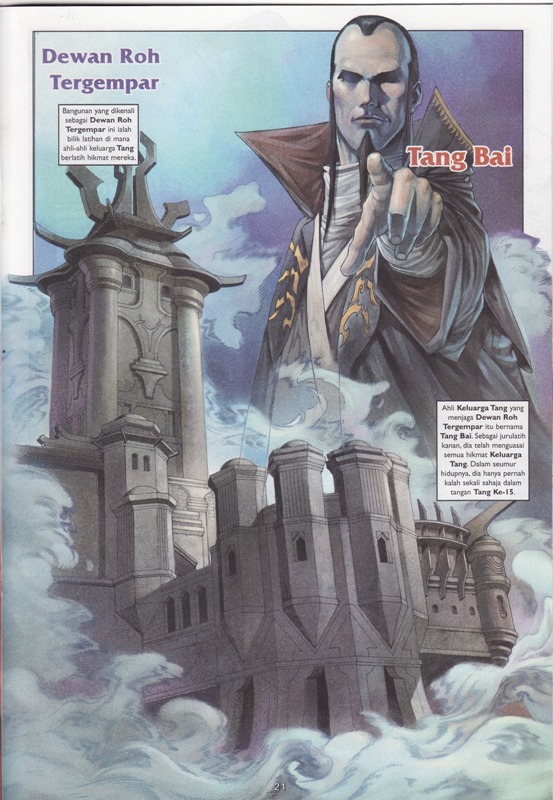 Dewan Roh
Tergempar
Bangunan yang dikenali
sebagai Dewan Roh
Tergempar ini ialah
bilik latihan di mana
ahli-ahli keluarga Tang
berlatih hikmat mereka.
Tang Bai
Ahli Keluarga Tang yang
menjaga Dewan Roh
Tergempar itu bernama
Tang Bai. Sebagai jurulatih
kanan, dia telah menguasai
semua hikmat Keluarga
Tang. Dalam seumur
hidupnya, dia hanya pernah
kalah sekali sahaja dalam
tangan Tang Ke-15.
21